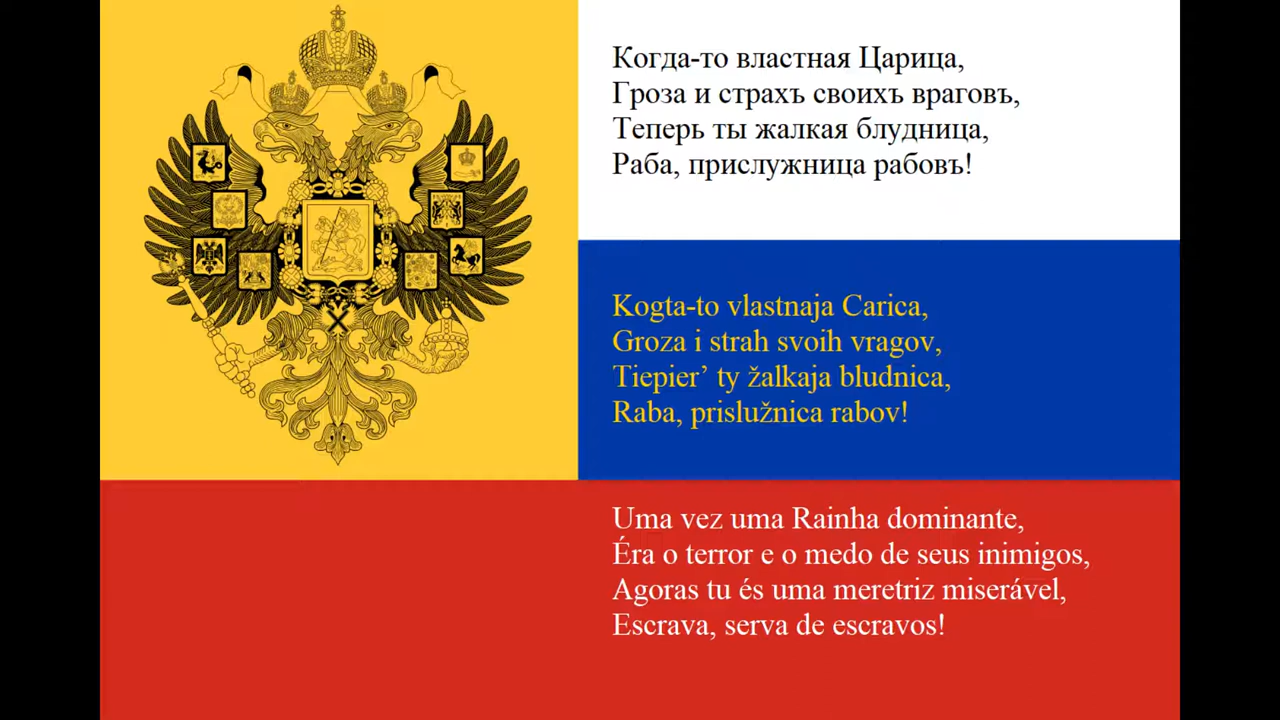 Когда-то властная Царица,
Гроза и страхъ своихъ враговъ,
Теперь ты жалкая блудница,
Раба, прислужница рабовъ!
Kogta-to vlastnaja Carica,
Groza i strah svoih vragov,
Tiepier’ ty žalkaja bludnica,
Raba, prislužnica rabov!
Uma vez uma Rainha dominante,
Éra o terror e o medo de seus inimigos,
Agoras tu és uma meretriz miserável,
Escrava, serva de escravos!